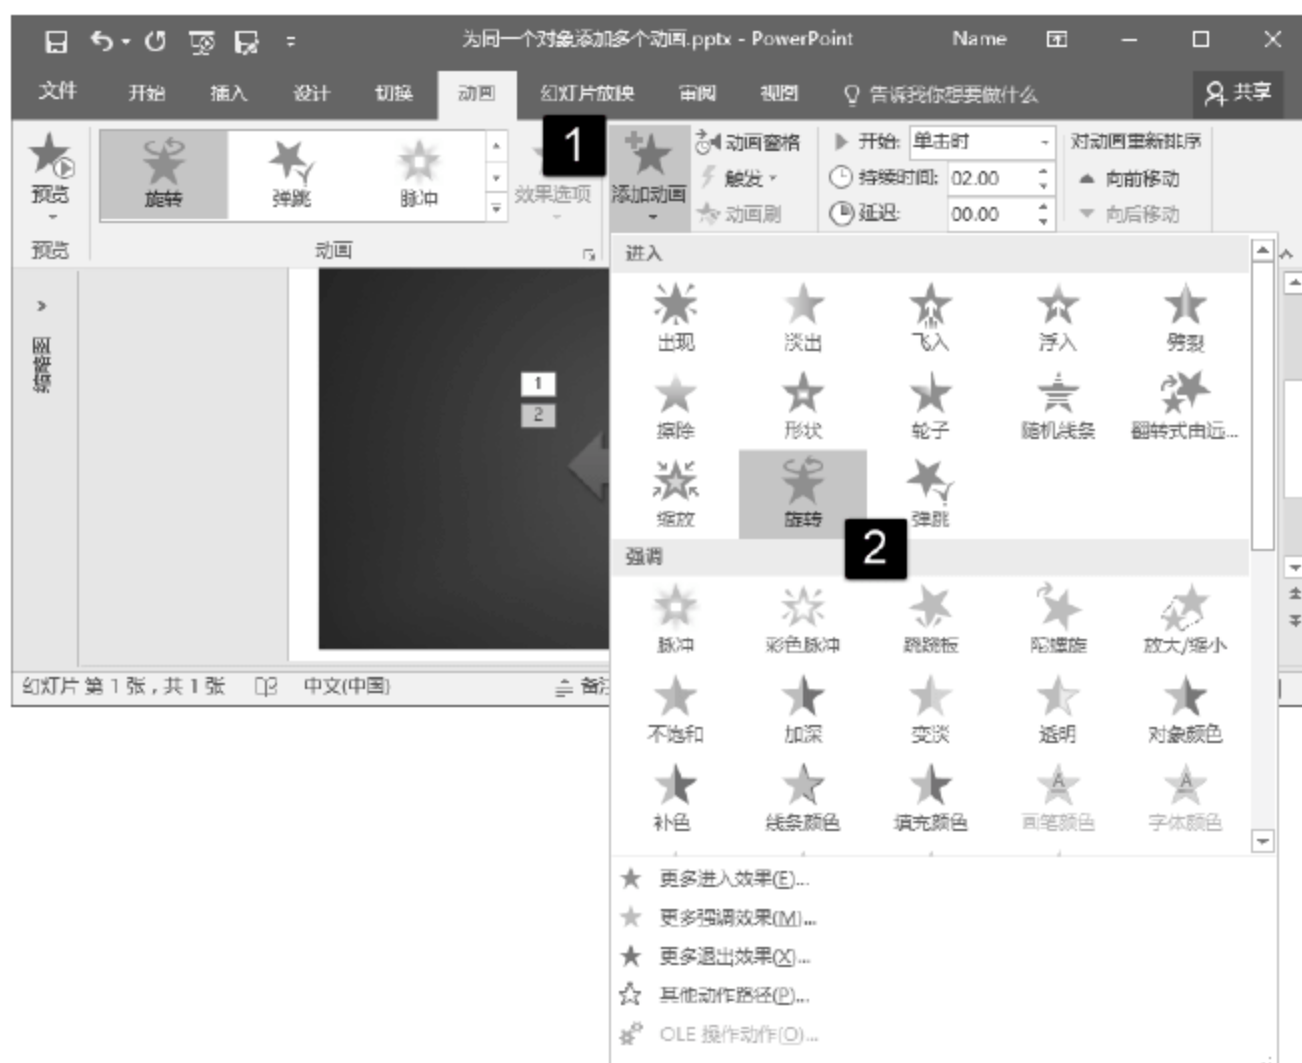 为同一个对象添加多个动画.pptx - PowerPoint Name
文件 开始 插入 设计 切换 动画 幻灯片放映 审阅 视图 告诉我你想要做什么 共享
预览 旋转 弹跳 脉冲 效果选项 1 添加动画 动画窗格 触发 动画刷
开始: 单击时
持续时间: 02.00
延迟: 00.00
对动画重新排序
向前移动
向后移动
预览 动画
缩略图
1
2
进入
出现 淡出 飞入 浮入 劈裂
擦除 形状 轮子 随机线条 翻转式由远...
缩放 旋转 弹跳
2
强调
脉冲 彩色脉冲 跷跷板 陀螺旋 放大/缩小
不饱和 加深 变淡 透明 对象颜色
补色 线条颜色 填充颜色 画笔颜色 字体颜色
更多进入效果(E)...
更多强调效果(M)...
更多退出效果(X)...
其他动作路径(P)...
OLE 操作动作(O)...
幻灯片 第 1 张，共 1 张 中文(中国) 备注